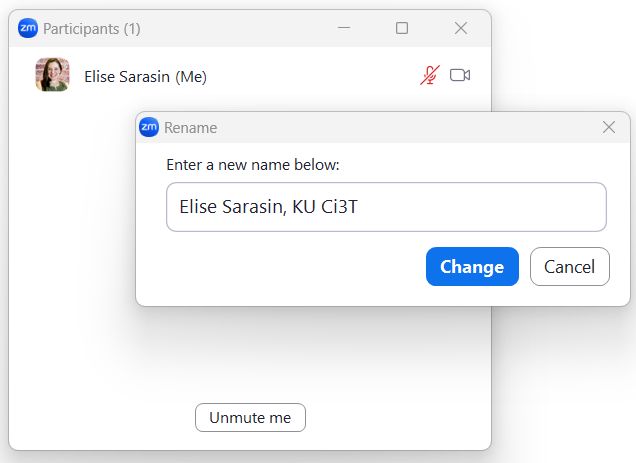 zm Participants (1)
Elise Sarasin (Me)
zm Rename
Enter a new name below:
Elise Sarasin, KU Ci3T
Change Cancel
Unmute me